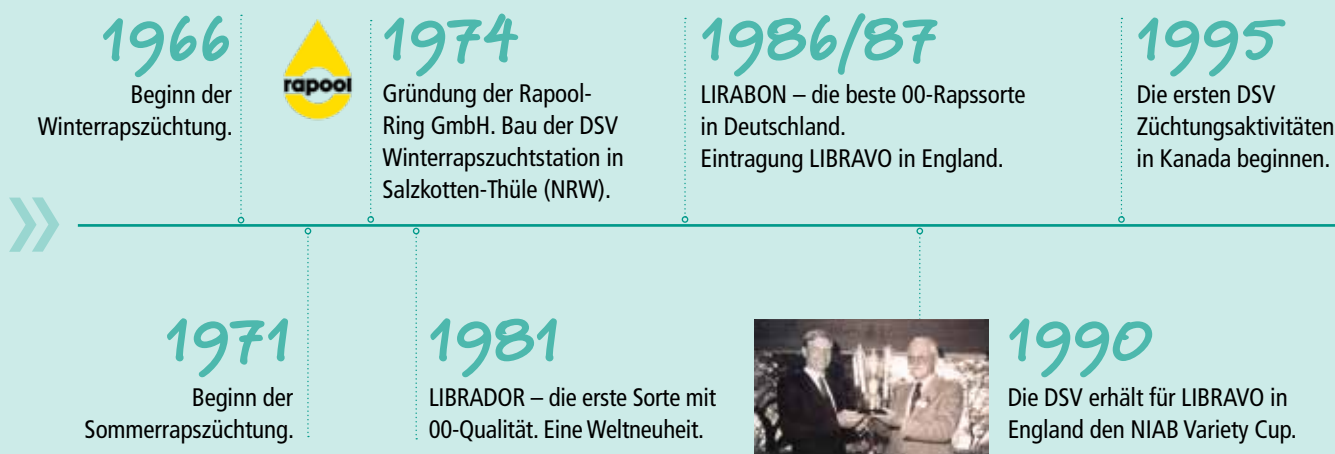 1966
Beginn der
Winterrapszüchtung.
rapool
1974
Gründung der Rapool-
Ring GmbH. Bau der DSV
Winterrapszuchtstation in
Salzkotten-Thüle (NRW).
1986/87
LIRABON – die beste 00-Rapssorte
in Deutschland.
Eintragung LIBRAVO in England.
1995
Die ersten DSV
Züchtungsaktivitäten
in Kanada beginnen.
1971
Beginn der
Sommerrapszüchtung.
1981
LIBRADOR – die erste Sorte mit
00-Qualität. Eine Weltneuheit.
1990
Die DSV erhält für LIBRAVO in
England den NIAB Variety Cup.